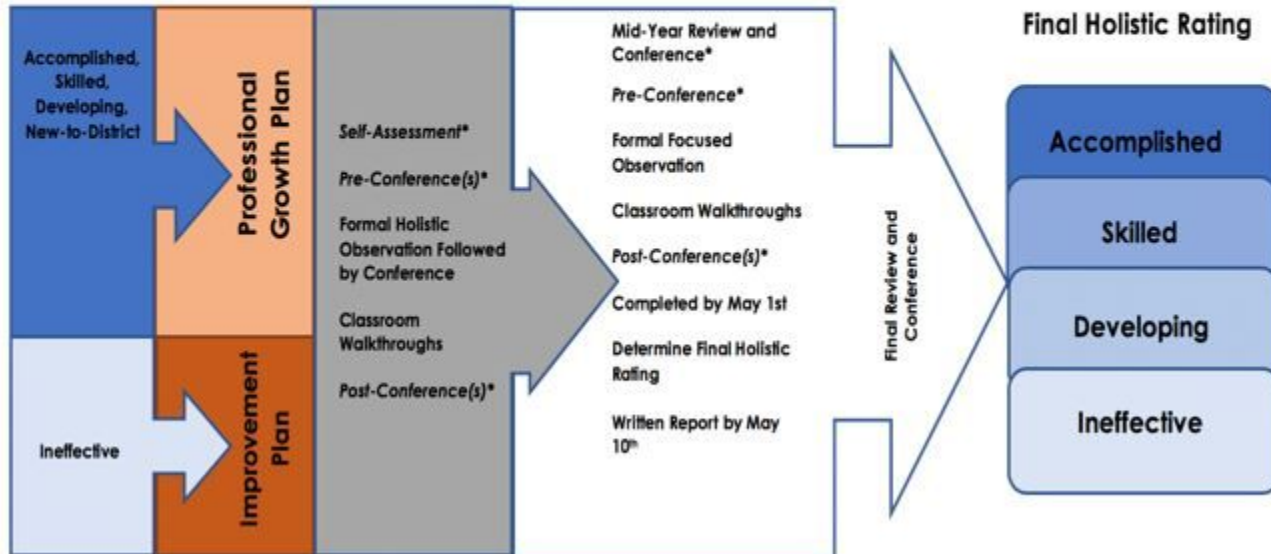 Accomplished,
Skilled,
Developing,
New-to-District
Ineffective
Professional
Growth Plan
Improvement
Plan
Self-Assessment*
Pre-Conference(s)*
Formal Holistic
Observation Followed
by Conference
Classroom
Walkthroughs
Post-Conference(s)*
Mid-Year Review and
Conference*
Pre-Conference*
Formal Focused
Observation
Classroom Walkthroughs
Post-Conference(s)*
Completed by May 1st
Determine Final Holistic
Rating
Written Report by May
10th
Final Review and
Conference
Final Holistic Rating
Accomplished
Skilled
Developing
Ineffective